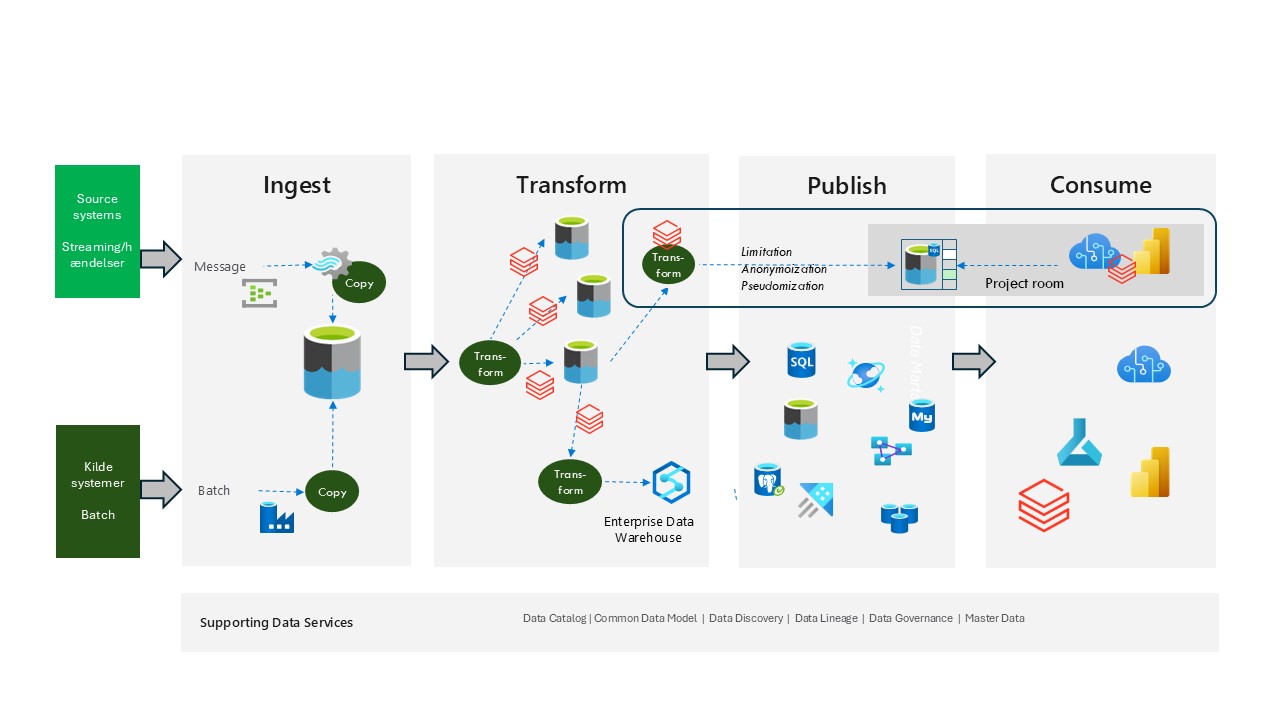 Ingest
Transform
Publish
Consume
Source
systems
Streaming/h
ændelser
Message
Copy
Trans-
form
Limitation
Anonymoization
Pseudomization
SQL
Project room
Trans-
form
SQL
Data Mart
My
Kilde
systemer
Batch
Batch
Copy
Trans-
form
Enterprise Data
Warehouse
Supporting Data Services
Data Catalog | Common Data Model | Data Discovery | Data Lineage | Data Governance | Master Data